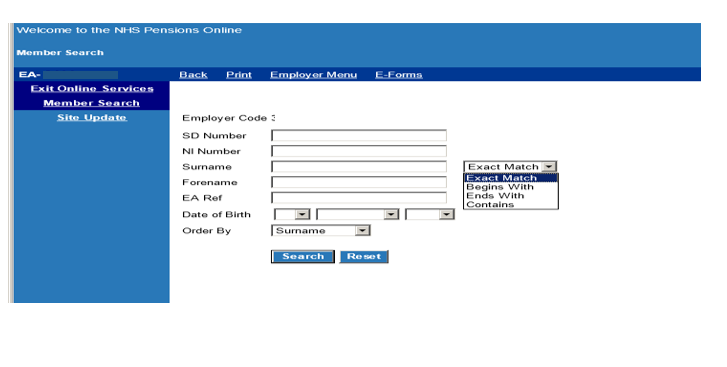 Welcome to the NHS Pensions Online
Member Search
EA-
Back Print Employer Menu E-Forms
Exit Online Services
Member Search
Site Update
Employer Code 3
SD Number
NI Number
Surname Exact Match
Exact Match
Forename
Begins With
Ends With
EA Ref
Contains
Date of Birth
Order By Surname
Search Reset